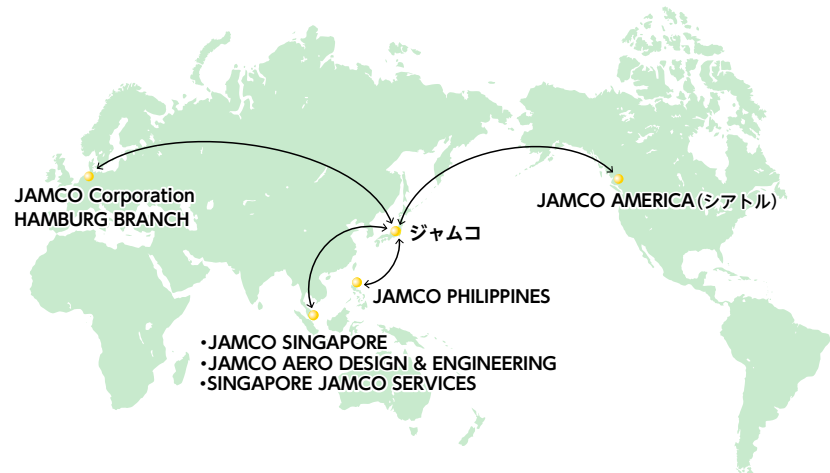 JAMCO Corporation
HAMBURG BRANCH
JAMCO AMERICA(シアトル)
ジャムコ
JAMCO PHILIPPINES
・JAMCO SINGAPORE
・JAMCO AERO DESIGN & ENGINEERING
・SINGAPORE JAMCO SERVICES